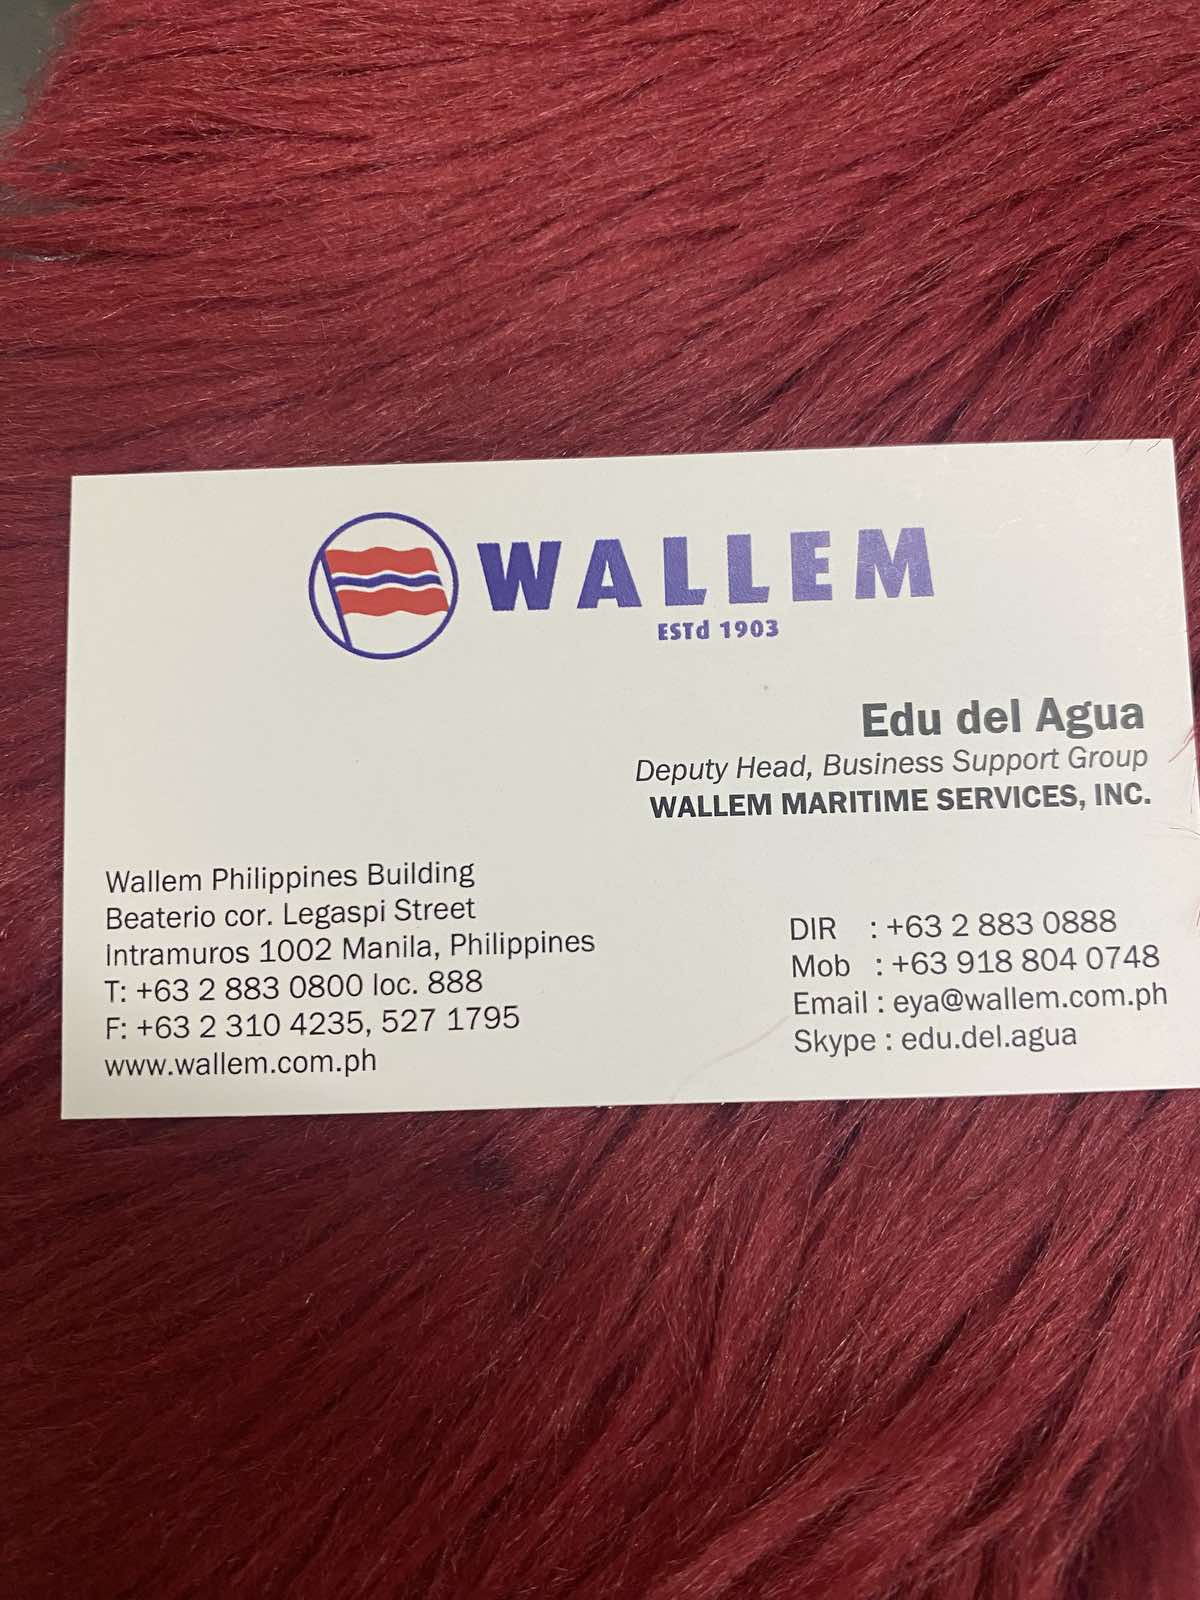 WALLEM
ESTd 1903
Edu del Agua
Deputy Head, Business Support Group
WALLEM MARITIME SERVICES, INC.
Wallem Philippines Building
Beaterio cor. Legaspi Street
Intramuros 1002 Manila, Philippines
T: +63 2 883 0800 loc. 888
F: +63 2 310 4235, 527 1795
www.wallem.com.ph
DIR : +63 2 883 0888
Mob : +63 918 804 0748
Email : eya@wallem.com.ph
Skype : edu.del.agua